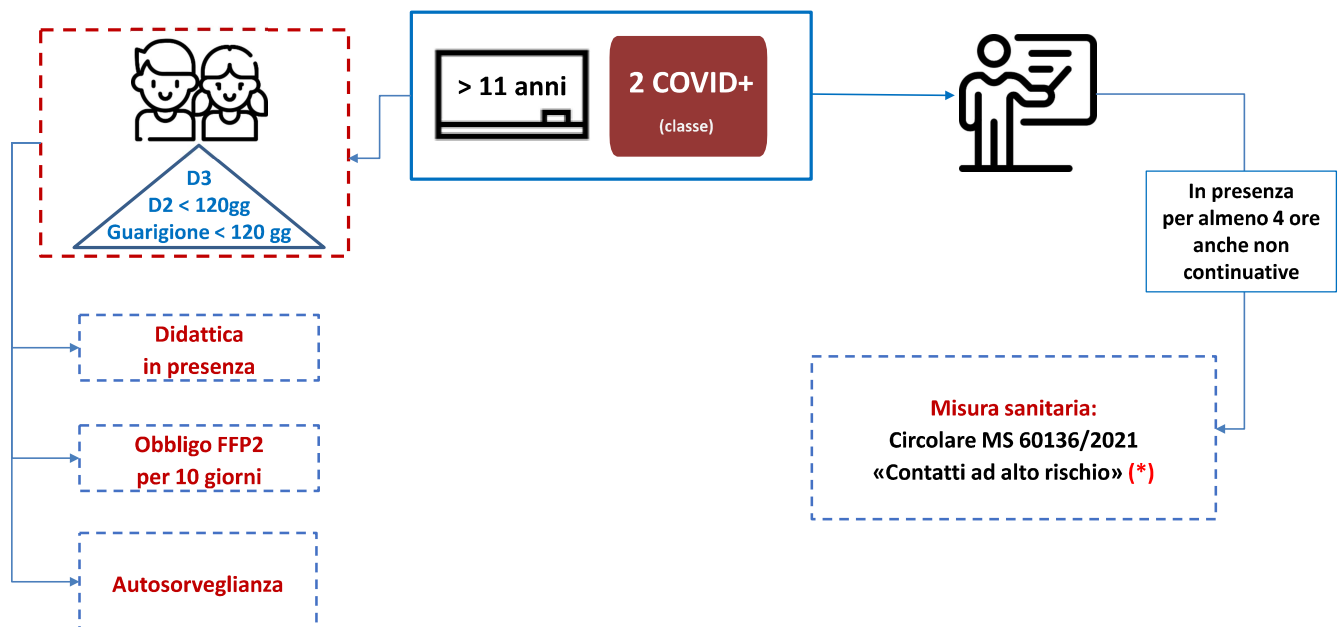 > 11 anni
2 COVID+
(classe)
D3
D2 < 120gg
Guarigione < 120 gg
In presenza
per almeno 4 ore
anche non
continuative
Didattica
in presenza
Obbligo FFP2
per 10 giorni
Autosorveglianza
Misura sanitaria:
Circolare MS 60136/2021
«Contatti ad alto rischio» (*)